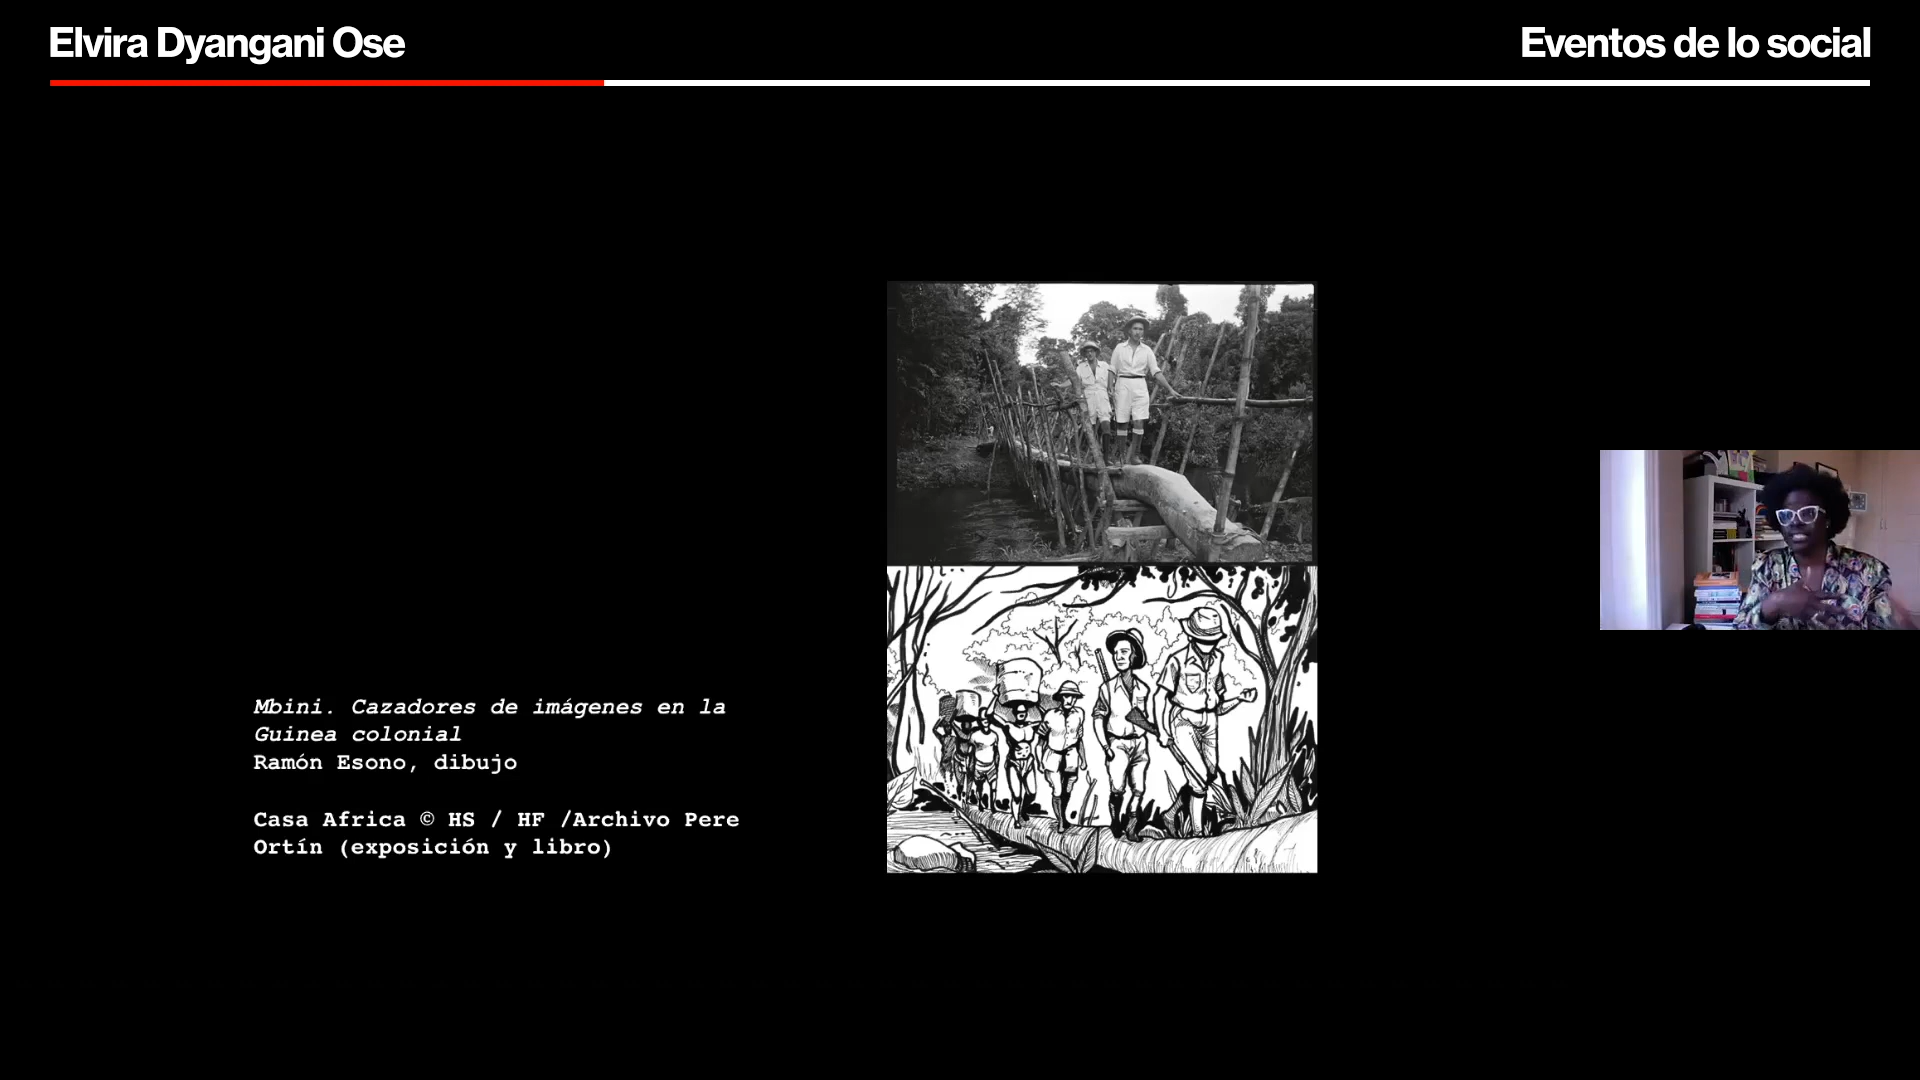 Elvira Dyangani Ose
Eventos de lo social
Mbini. Cazadores de imágenes en la
Guinea colonial
Ramón Esono, dibujo
Casa Africa © HS / HF /Archivo Pere
Ortín (exposición y libro)